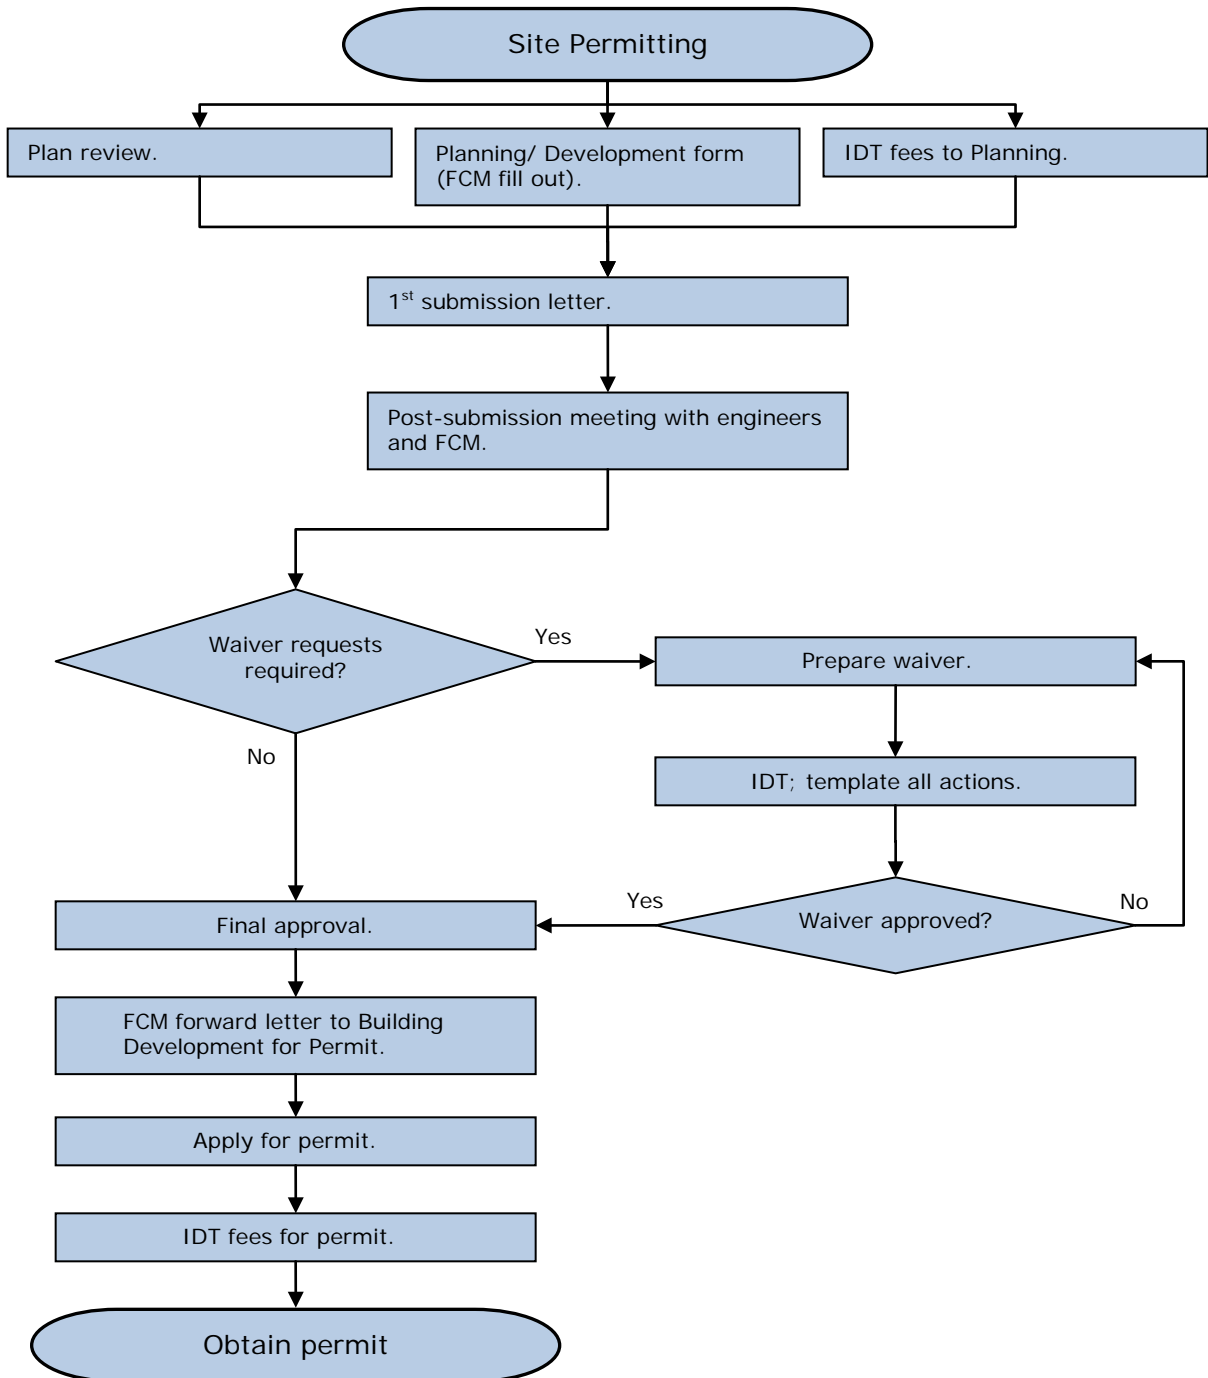 Site Permitting
Plan review.
Planning/ Development form
(FCM fill out).
IDT fees to Planning.
1st submission letter.
Post-submission meeting with engineers
and FCM.
Waiver requests
required?
Yes
Prepare waiver.
No
IDT; template all actions.
Final approval.
Yes
Waiver approved?
No
FCM forward letter to Building
Development for Permit.
Apply for permit.
IDT fees for permit.
Obtain permit